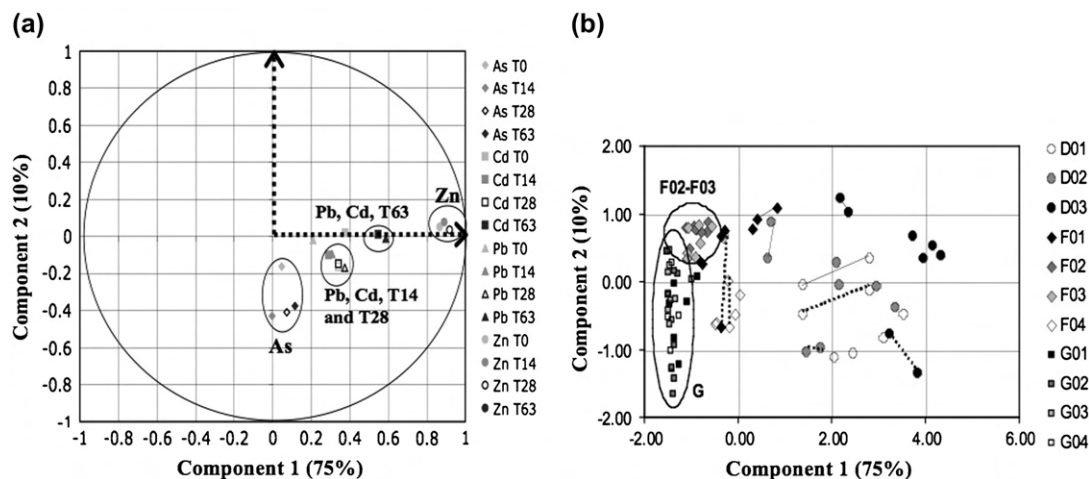 (a)
Component 2 (10%)
1
0.8
0.6
0.4
0.2
0
-0.2
-0.4
-0.6
-0.8
-1
-1 -0.8 -0.6 -0.4 -0.2 0 0.2 0.4 0.6 0.8 1
Component 1 (75%)
Zn
Pb, Cd, T63
Pb, Cd, T14
and T28
As
As T0
As T14
As T28
As T63
Cd T0
Cd T14
Cd T28
Cd T63
Pb T0
Pb T14
Pb T28
Pb T63
Zn T0
Zn T14
Zn T28
Zn T63
(b)
Component 2 (10%)
2.00
1.00
0.00
-1.00
-2.00
-2.00 0.00 2.00 4.00 6.00
Component 1 (75%)
F02-F03
G
D01
D02
D03
F01
F02
F03
F04
G01
G02
G03
G04